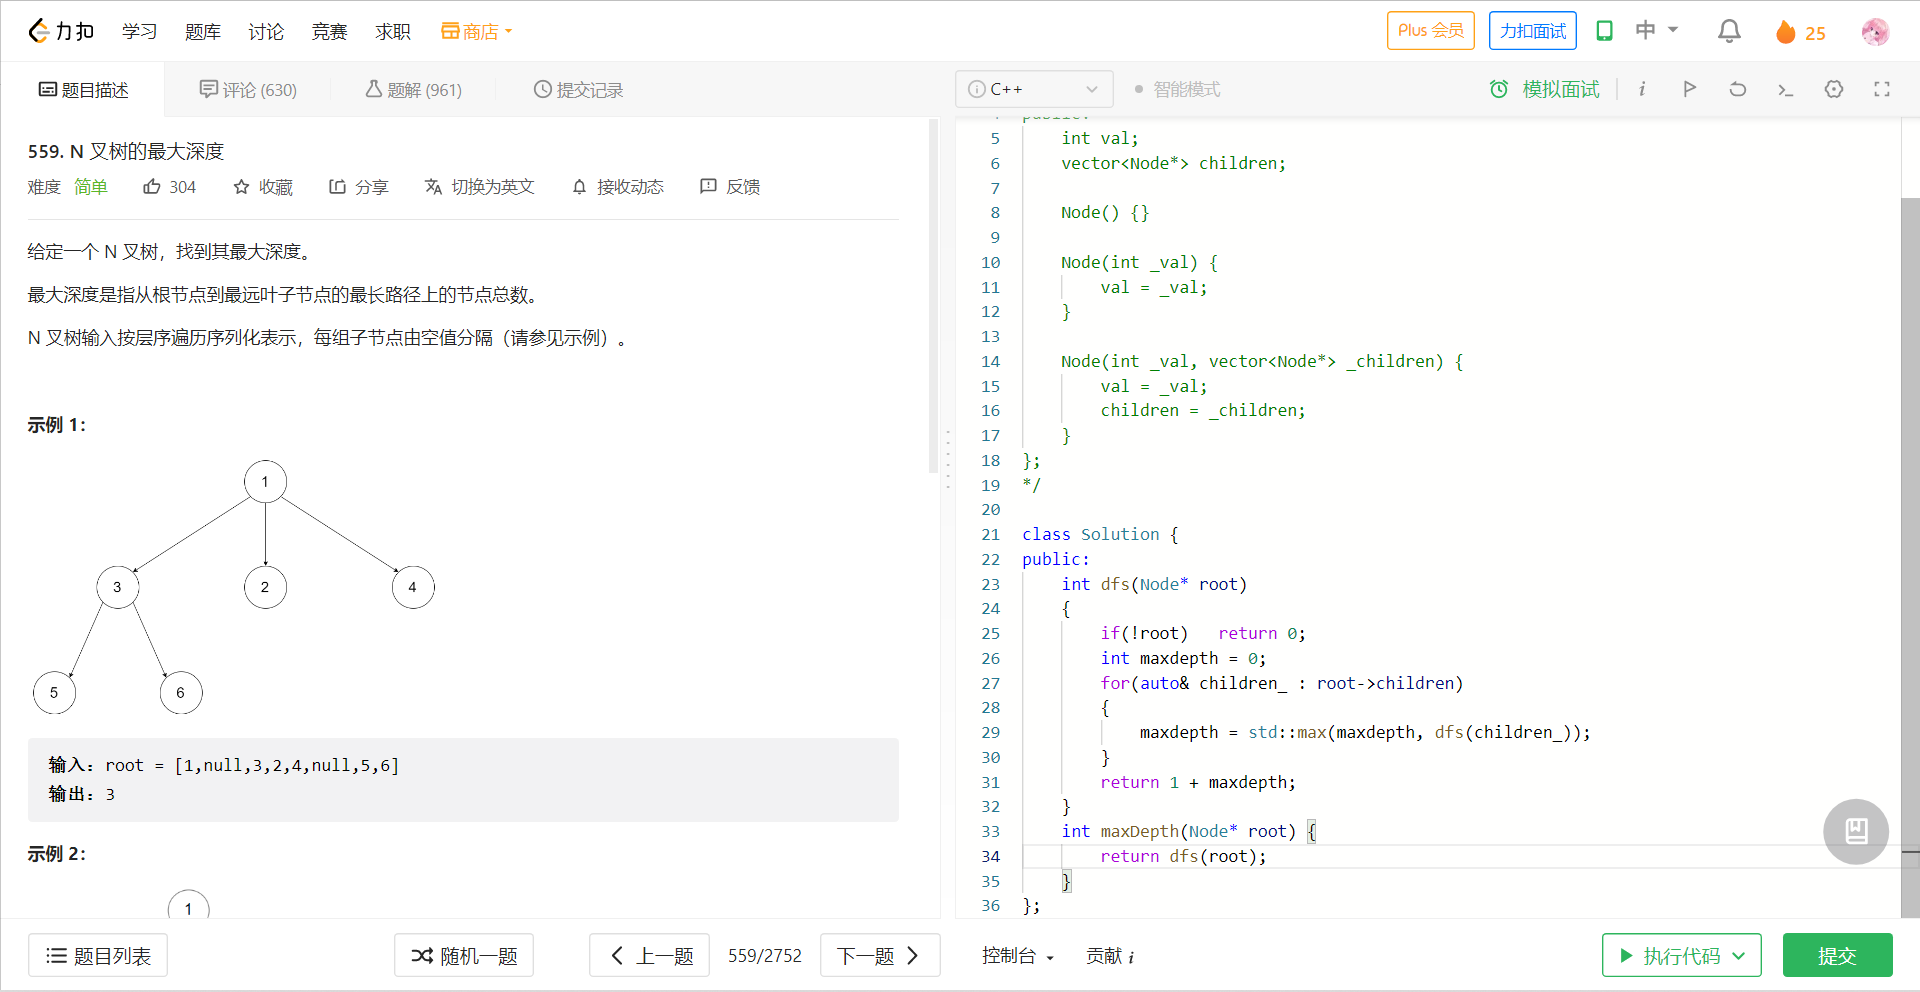 力扣 学习 题库 讨论 竞赛 求职 商店 Plus 会员 力扣面试 中 25
题目描述 评论 (630) 题解 (961) 提交记录
C++ 智能模式 模拟面试 i
559. N 叉树的最大深度
难度 简单 304 收藏 分享 切换为英文 接收动态 反馈
给定一个 N 叉树，找到其最大深度。
最大深度是指从根节点到最远叶子节点的最长路径上的节点总数。
N 叉树输入按层序遍历序列化表示，每组子节点由空值分隔（请参见示例）。
示例 1：
1
3 2 4
5 6
输入：root = [1,null,3,2,4,null,5,6]
输出：3
示例 2：
1
4 public:
5 int val;
6 vector<Node*> children;
7
8 Node() {}
9
10 Node(int _val) {
11 val = _val;
12 }
13
14 Node(int _val, vector<Node*> _children) {
15 val = _val;
16 children = _children;
17 }
18 };
19 */
20
21 class Solution {
22 public:
23 int dfs(Node* root)
24 {
25 if(!root) return 0;
26 int maxdepth = 0;
27 for(auto& children_ : root->children)
28 {
29 maxdepth = std::max(maxdepth, dfs(children_));
30 }
31 return 1 + maxdepth;
32 }
33 int maxDepth(Node* root) {
34 return dfs(root);
35 }
36 };
题目列表 随机一题 上一题 559/2752 下一题 控制台 贡献 i 执行代码 提交